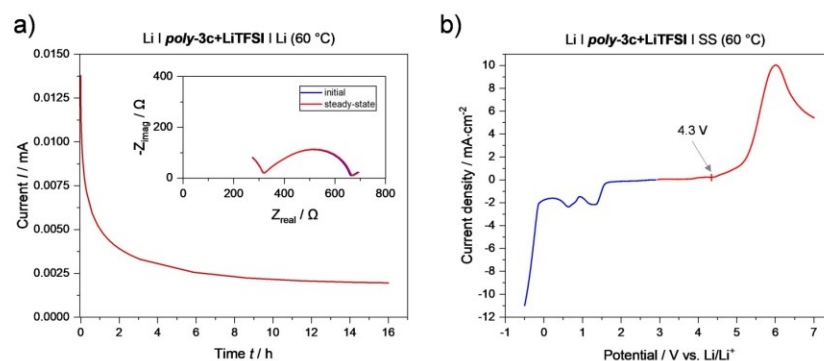 a)
Li | poly-3c+LiTFSI | Li (60 °C)
0.0150
0.0125
0.0100
0.0075
0.0050
0.0025
0.0000
Current I / mA
0 2 4 6 8 10 12 14 16
Time t / h
400
200
0
-Zimag / Ω
0 200 400 600 800
Zreal / Ω
initial
steady-state
b)
Li | poly-3c+LiTFSI | SS (60 °C)
12
10
8
6
4
2
0
-2
-4
-6
-8
-10
-12
Current density / mA·cm-2
4.3 V
-1 0 1 2 3 4 5 6 7
Potential / V vs. Li/Li+